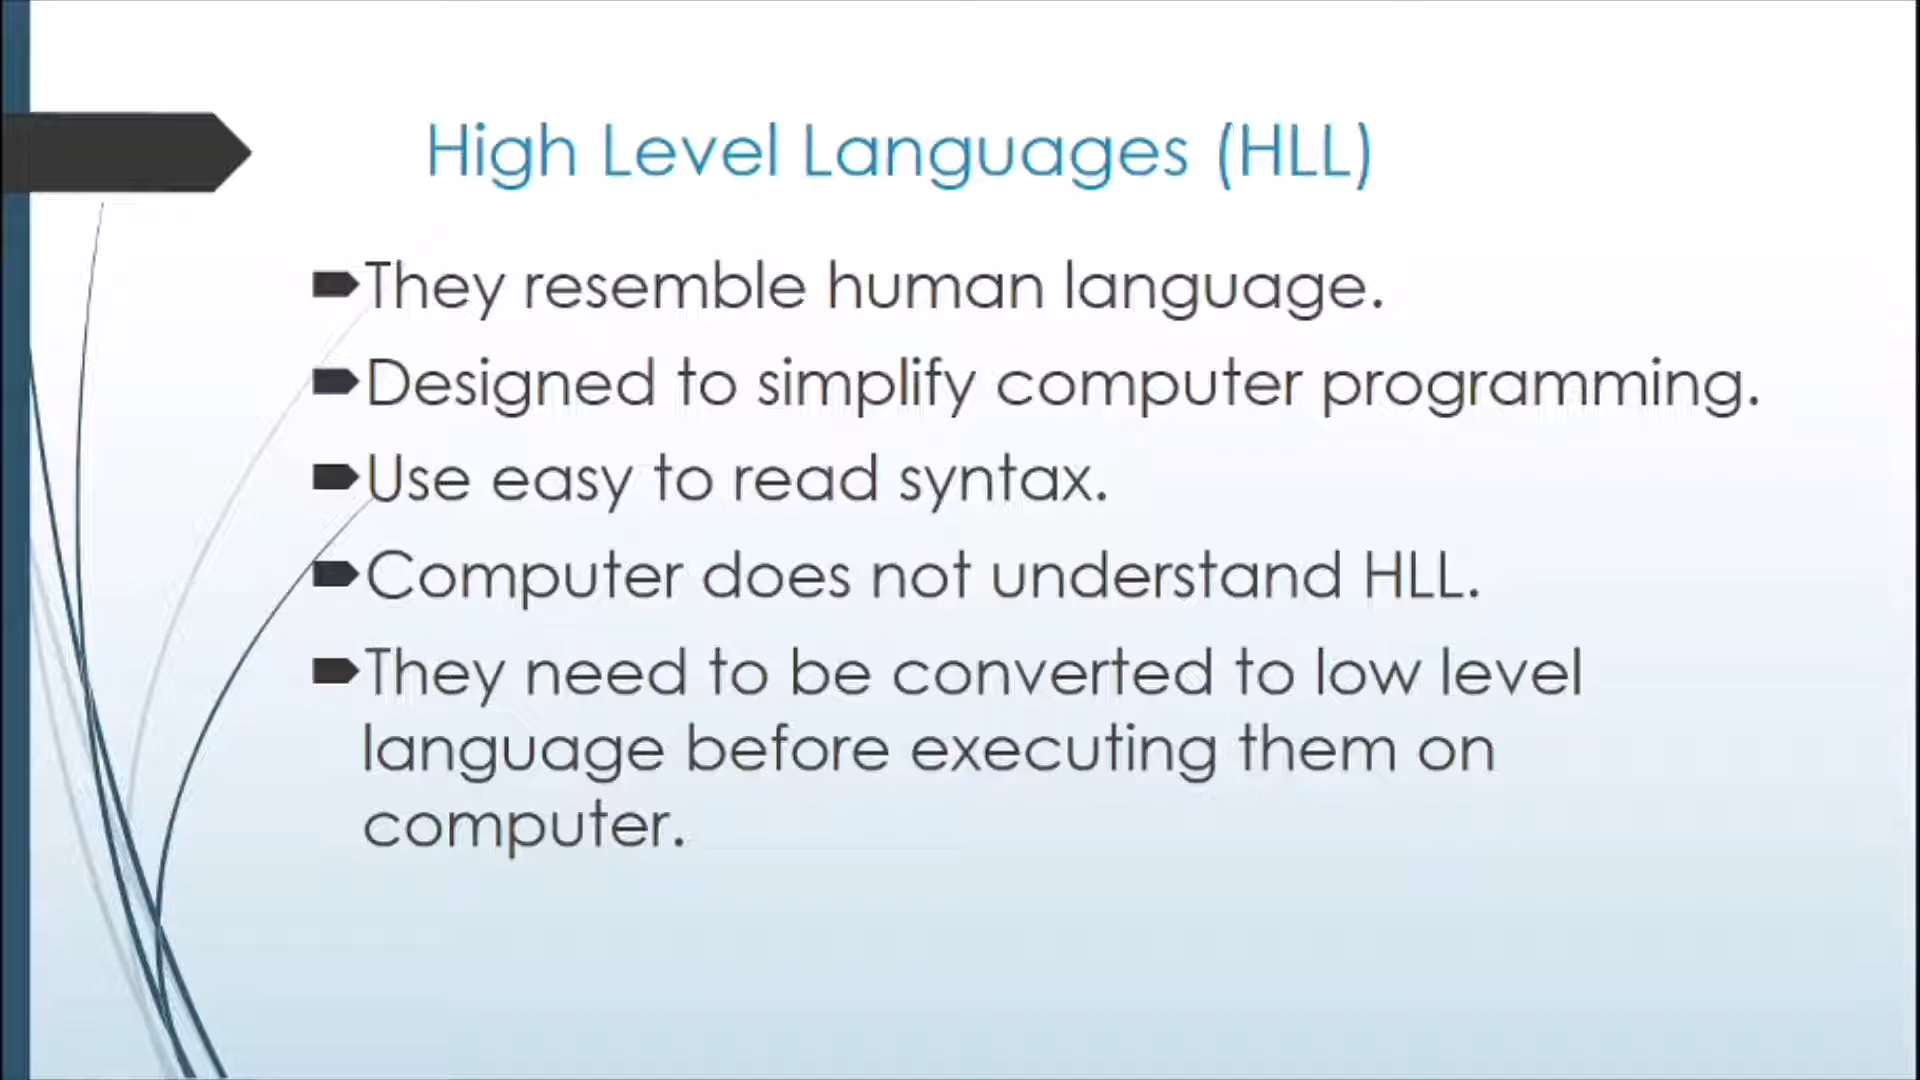 High Level Languages (HLL)
They resemble human language.
Designed to simplify computer programming.
Use easy to read syntax.
Computer does not understand HLL.
They need to be converted to low level
language before executing them on
computer.